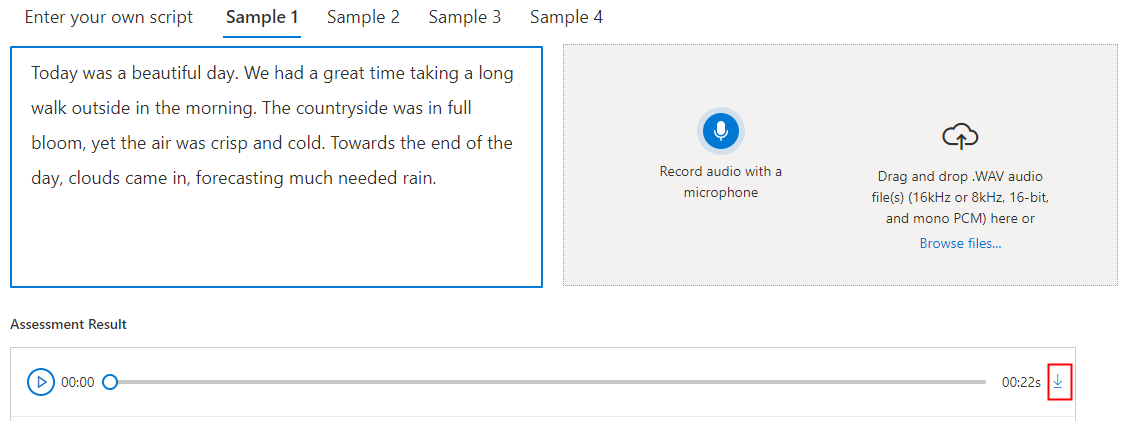 Enter your own script Sample 1 Sample 2 Sample 3 Sample 4
Today was a beautiful day. We had a great time taking a long
walk outside in the morning. The countryside was in full
bloom, yet the air was crisp and cold. Towards the end of the
day, clouds came in, forecasting much needed rain.
Record audio with a
microphone
Drag and drop .WAV audio
file(s) (16kHz or 8kHz, 16-bit,
and mono PCM) here or
Browse files...
Assessment Result
00:00 00:22s